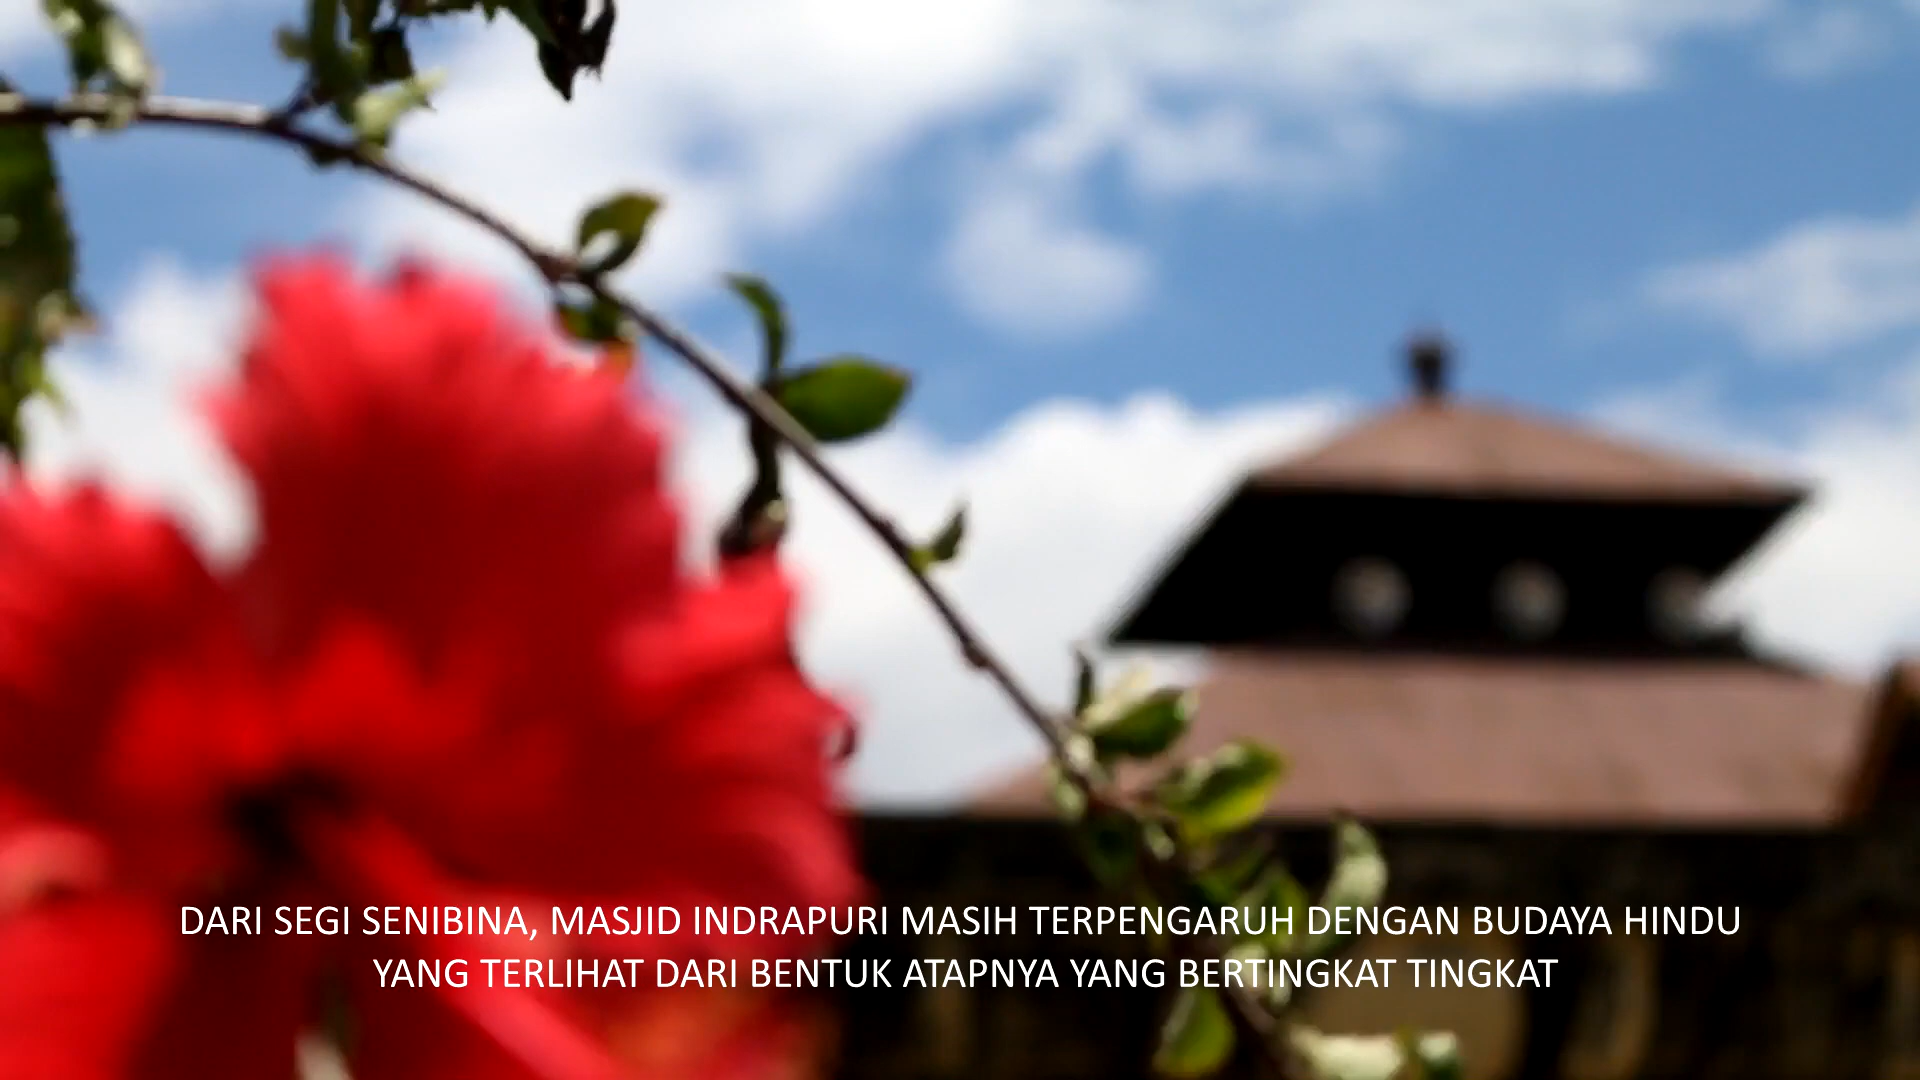 DARI SEGI SENIBINA, MASJID INDRAPURI MASIH TERPENGARUH DENGAN BUDAYA HINDU
YANG TERLIHAT DARI BENTUK ATAPNYA YANG BERTINGKAT TINGKAT